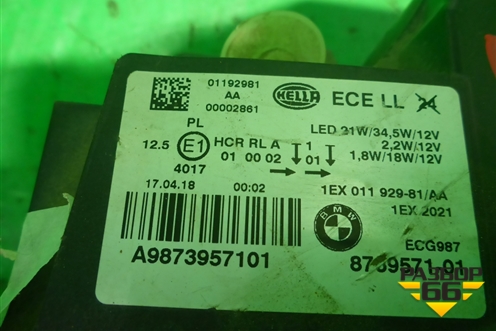 01192981
AA
00002861
HELLA
ECE LL 24
LED 21W/34,5W/12V
2,2W/12V
1,8W/18W/12V
PL
12.5 E1 HCR RL A 1
01 00 02 01
4017
17.04.18 00:02
1EX 011 929-81/AA
1EX 2021
BMW
ECG987
A9873957101
8739571 01
РАЗБОР
66